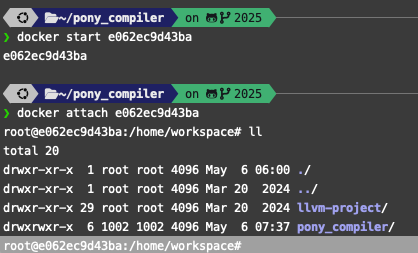 ~/pony_compiler on 2025
❯ docker start e062ec9d43ba
e062ec9d43ba
~/pony_compiler on 2025
❯ docker attach e062ec9d43ba
root@e062ec9d43ba:/home/workspace# ll
total 20
drwxr-xr-x  1 root root 4096 May  6 06:00 ./
drwxr-xr-x  1 root root 4096 Mar 20  2024 ../
drwxr-xr-x 29 root root 4096 Mar 20  2024 llvm-project/
drwxrwxr-x  6 1002 1002 4096 May  6 07:37 pony_compiler/
root@e062ec9d43ba:/home/workspace#